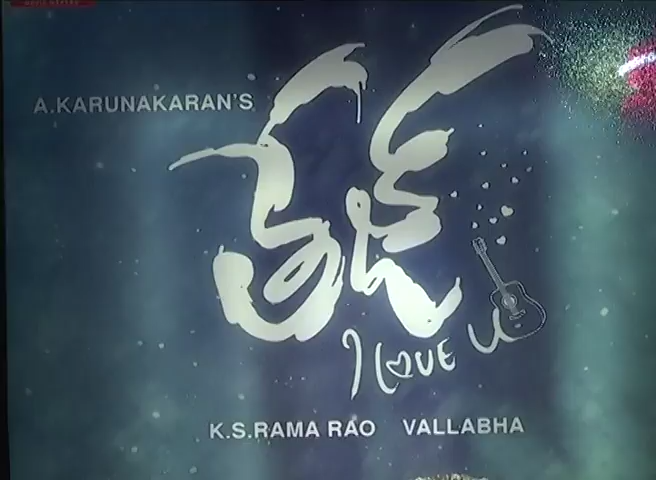 A.KARUNAKARAN'S
తేజ్
I LOVE U
K.S.RAMA RAO VALLABHA